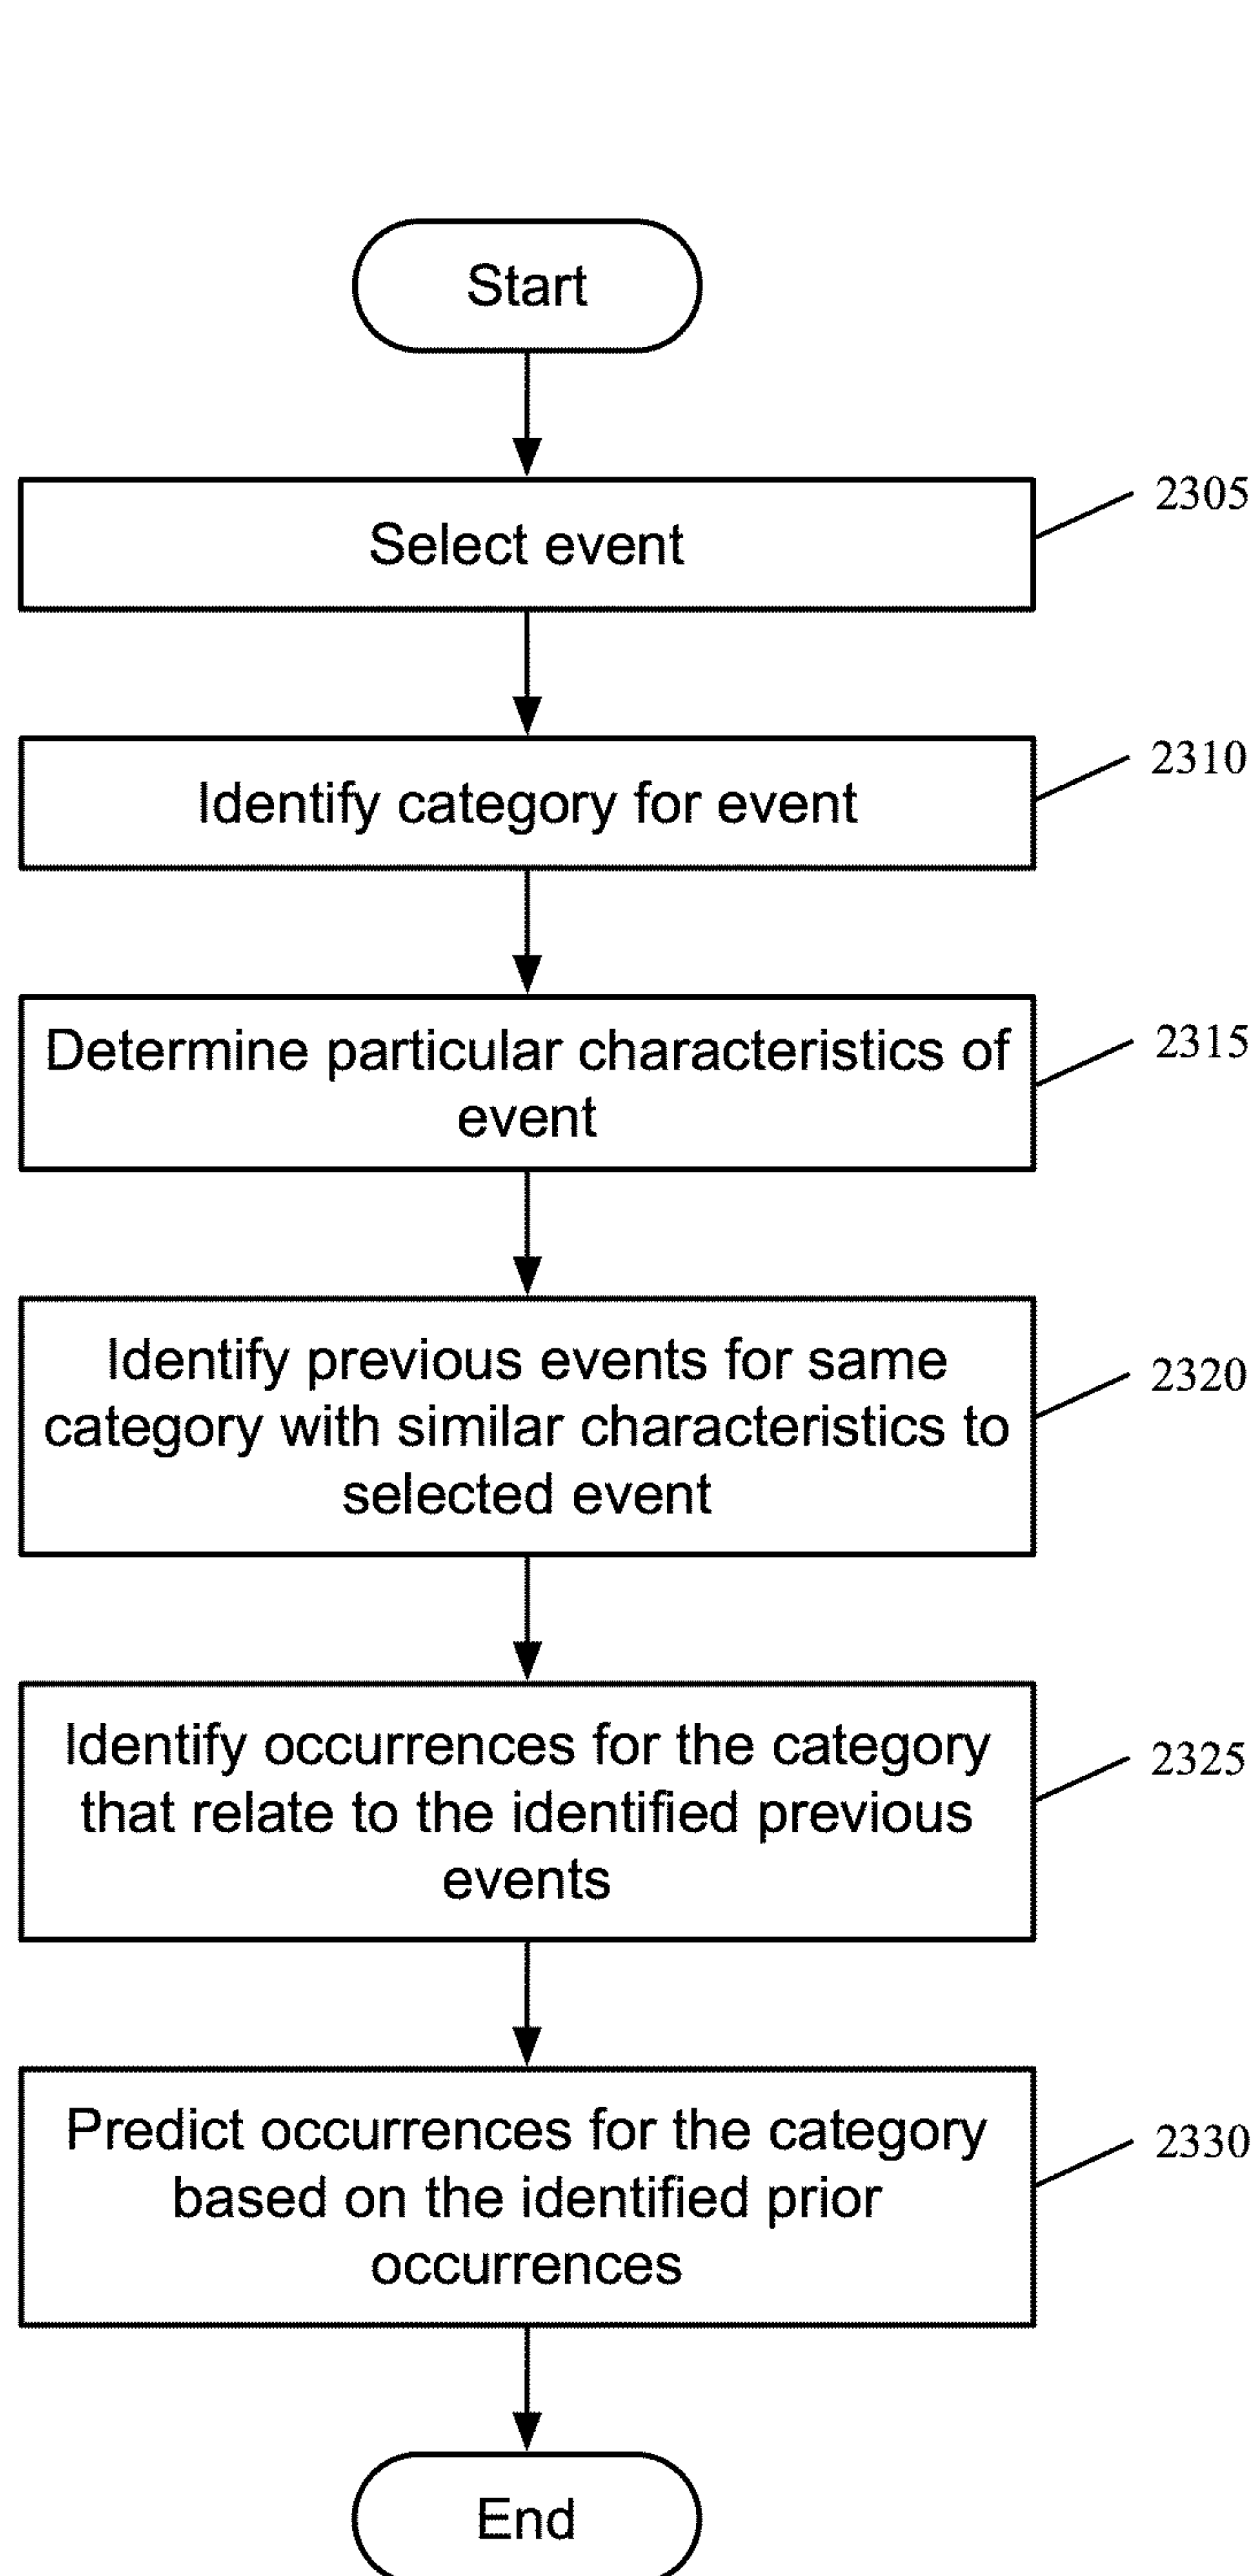 Start
2305
Select event
2310
Identify category for event
2315
Determine particular characteristics of
event
2320
Identify previous events for same
category with similar characteristics to
selected event
2325
Identify occurrences for the category
that relate to the identified previous
events
2330
Predict occurrences for the category
based on the identified prior
occurrences
End